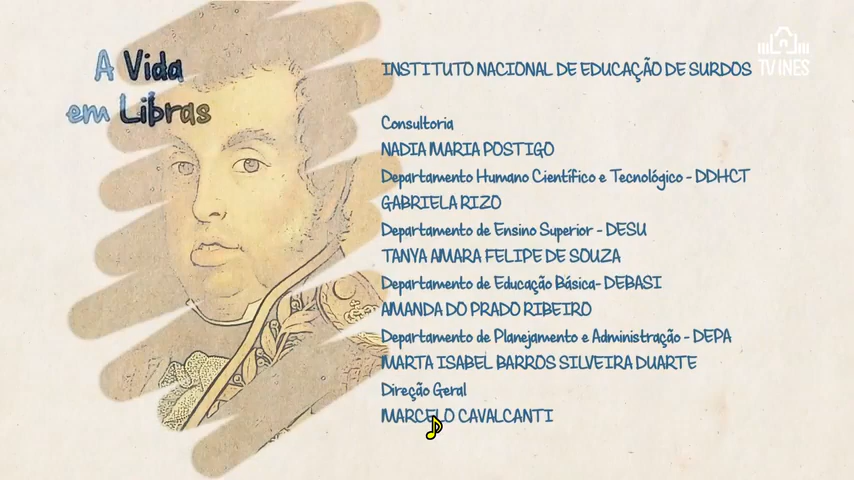 A Vida
em Libras
TV INES
INSTITUTO NACIONAL DE EDUCAÇÃO DE SURDOS
Consultoria
NADIA MARIA POSTIGO
Departamento Humano Científico e Tecnológico - DDHCT
GABRIELA RIZO
Departamento de Ensino Superior - DESU
TANYA AMARA FELIPE DE SOUZA
Departamento de Educação Básica- DEBASI
AMANDA DO PRADO RIBEIRO
Departamento de Planejamento e Administração - DEPA
MARTA ISABEL BARROS SILVEIRA DUARTE
Direção Geral
MARCELO CAVALCANTI